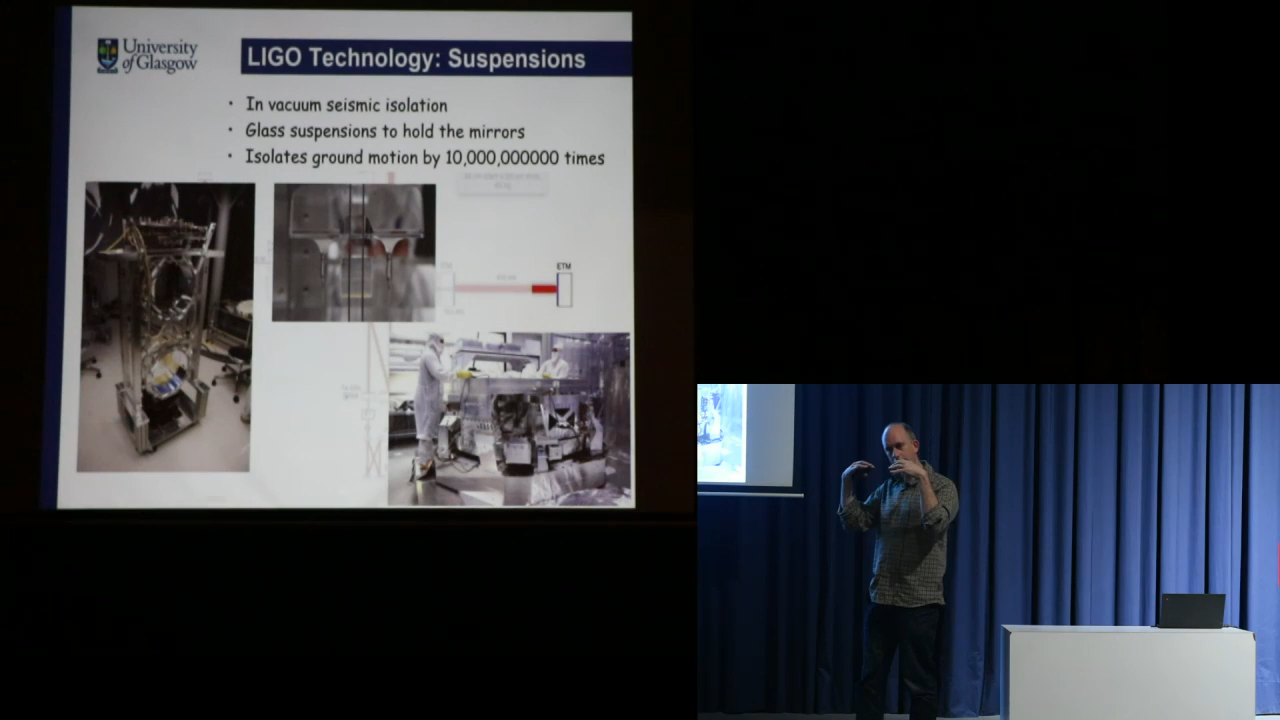 University
of Glasgow
LIGO Technology: Suspensions
• In vacuum seismic isolation
• Glass suspensions to hold the mirrors
• Isolates ground motion by 10,000,000000 times
ETM